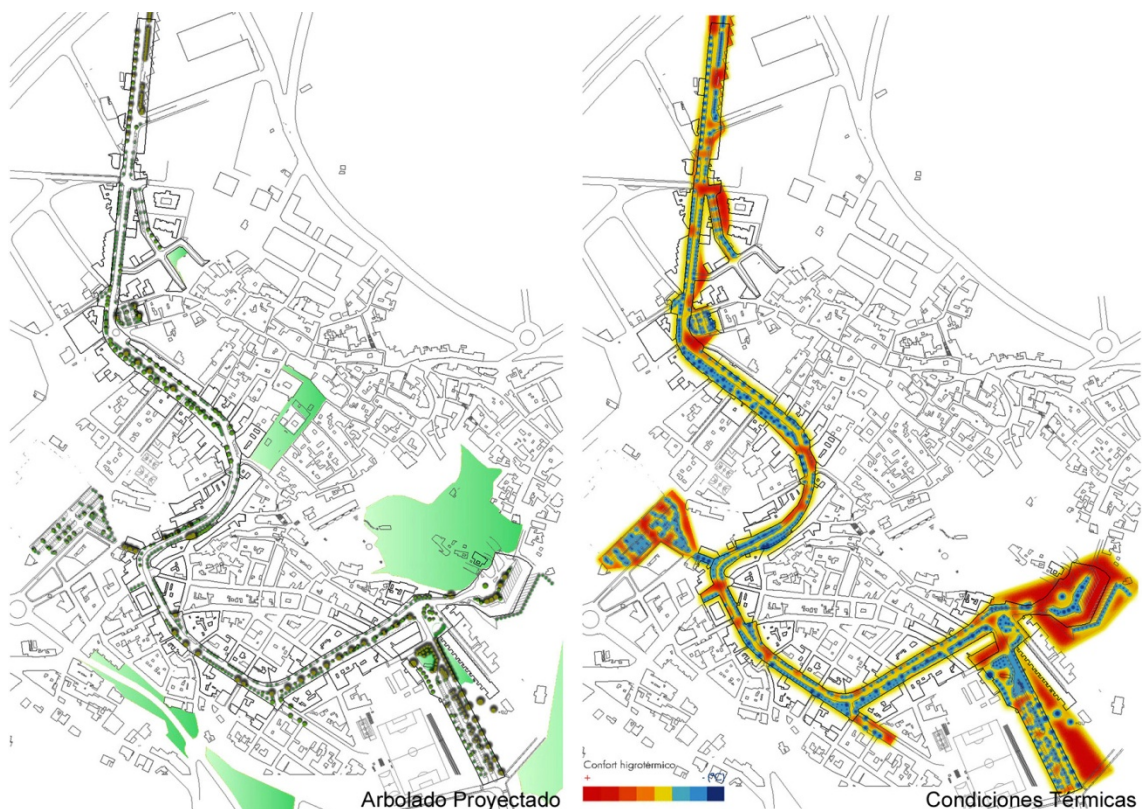 Arbolado Proyectado
Confort higrotérmico
+
Condiciones Térmicas